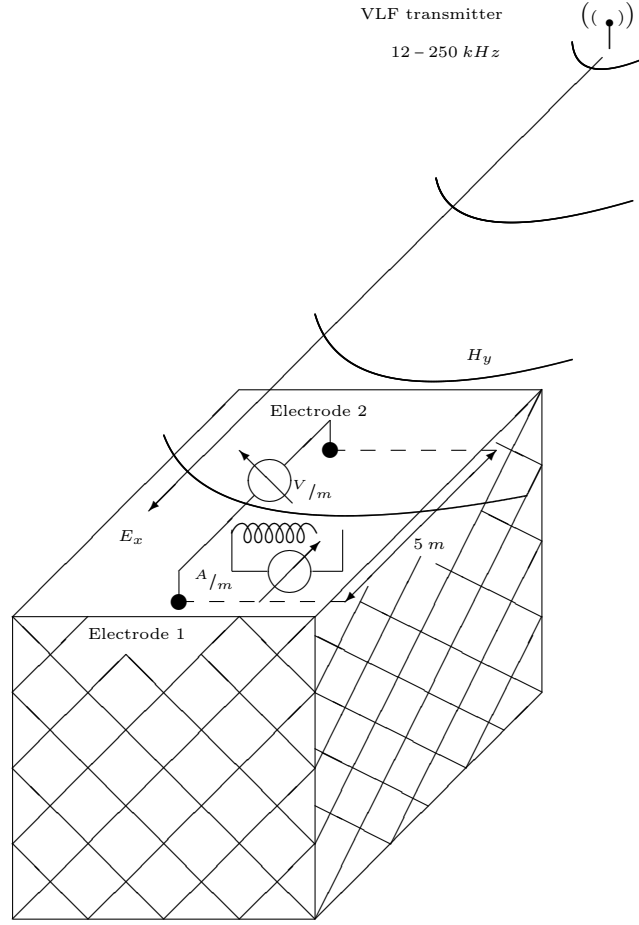 VLF transmitter
((•))
12 – 250 kHz
H_y
Electrode 2
V/m
E_x
5 m
A/m
Electrode 1